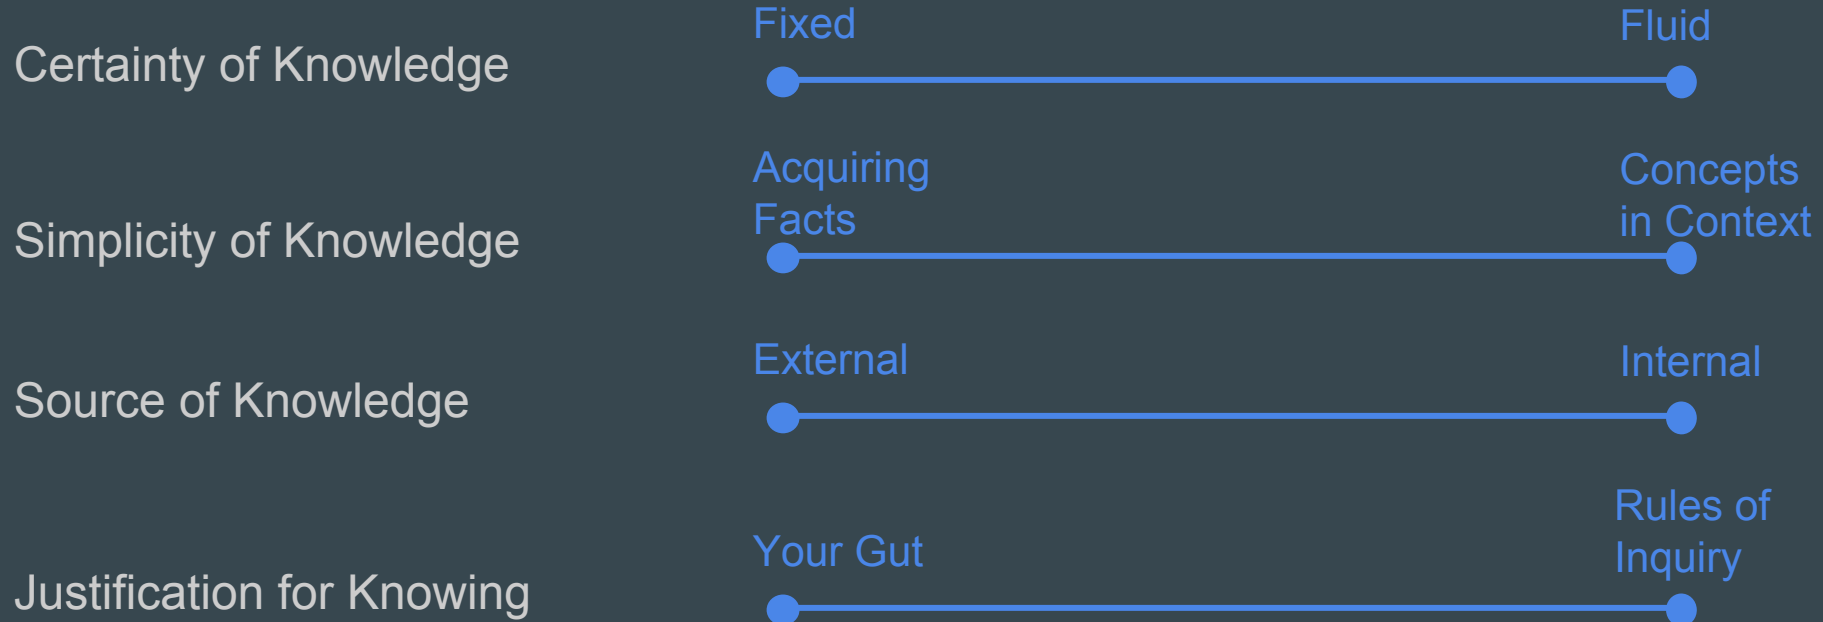 Certainty of Knowledge
Fixed
Fluid
Simplicity of Knowledge
Acquiring
Facts
Concepts
in Context
Source of Knowledge
External
Internal
Justification for Knowing
Your Gut
Rules of
Inquiry